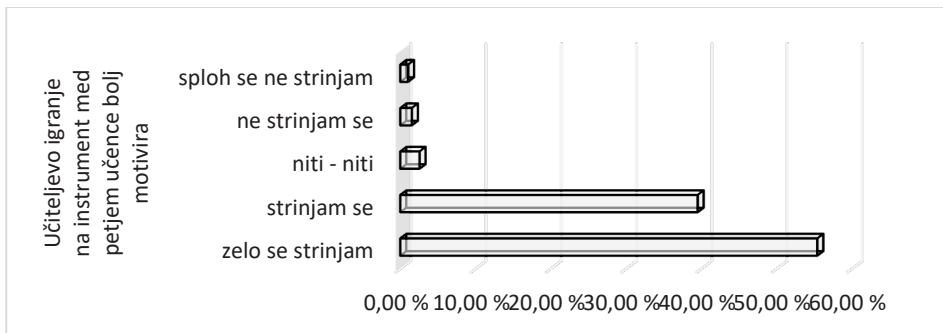 Učiteljevo igranje
na instrument med
petjem učence bolj
motivira
sploh se ne strinjam
ne strinjam se
niti - niti
strinjam se
zelo se strinjam
0,00 % 10,00 % 20,00 % 30,00 % 40,00 % 50,00 % 60,00 %